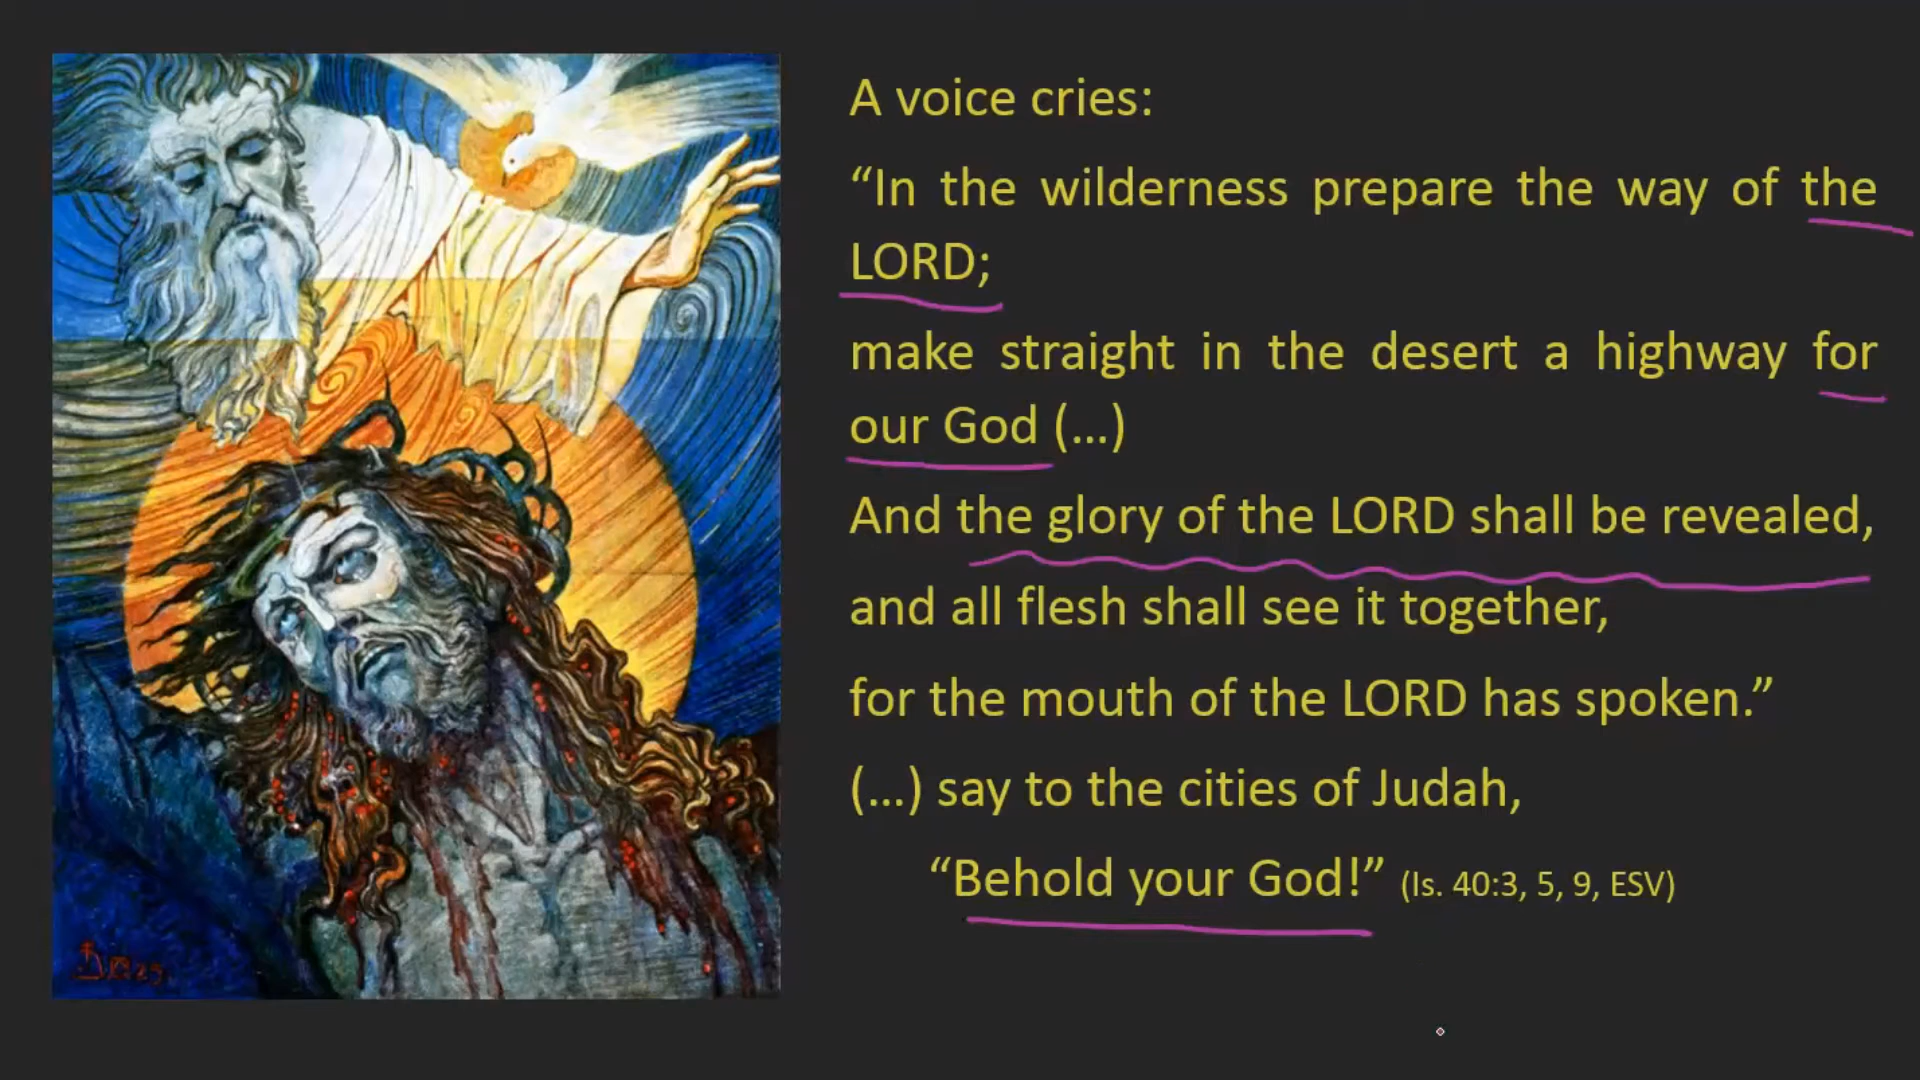 A voice cries:
“In the wilderness prepare the way of the
LORD;
make straight in the desert a highway for
our God (...)
And the glory of the LORD shall be revealed,
and all flesh shall see it together,
for the mouth of the LORD has spoken.”
(...) say to the cities of Judah,
“Behold your God!” (Is. 40:3, 5, 9, ESV)